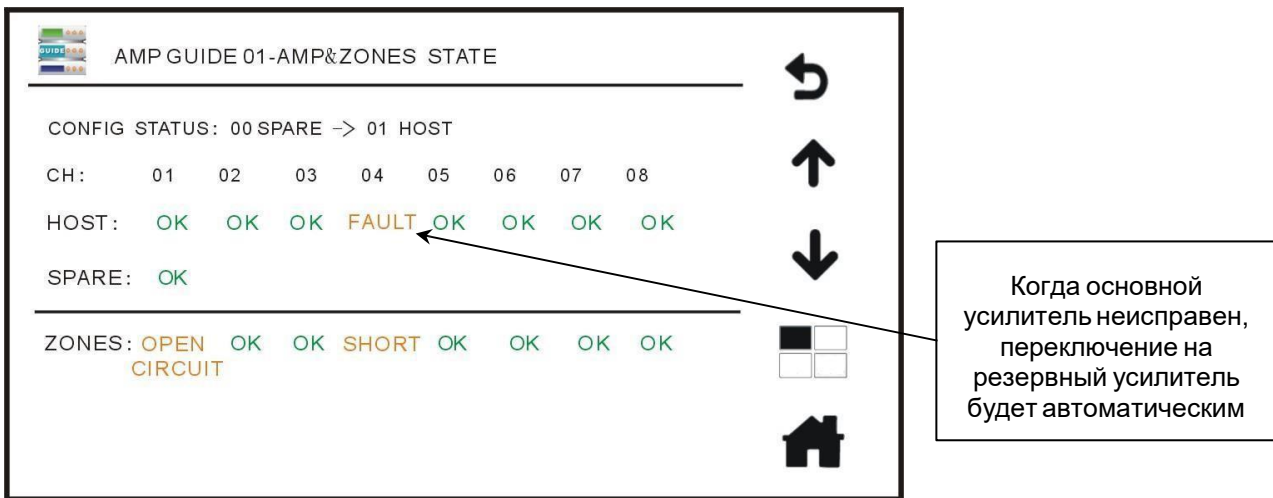 GUIDE
AMP GUIDE 01-AMP&ZONES STATE
CONFIG STATUS: 00 SPARE -> 01 HOST
CH: 01 02 03 04 05 06 07 08
HOST: OK OK OK FAULT OK OK OK OK
SPARE: OK
ZONES: OPEN OK OK SHORT OK OK OK OK
CIRCUIT
Когда основной
усилитель неисправен,
переключение на
резервный усилитель
будет автоматическим